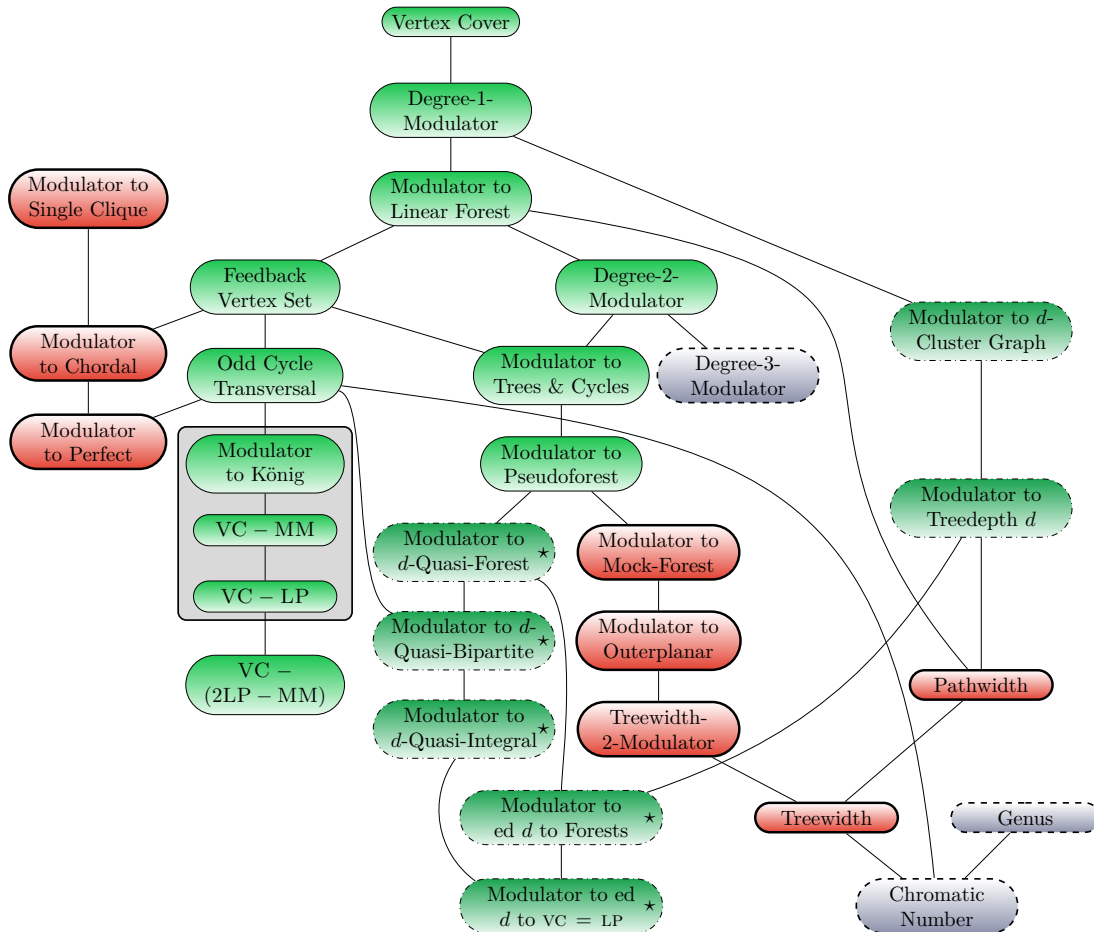 Vertex Cover
Degree-1-
Modulator
Modulator to
Single Clique
Modulator to
Linear Forest
Feedback
Vertex Set
Degree-2-
Modulator
Modulator to d-
Cluster Graph
Modulator
to Chordal
Odd Cycle
Transversal
Modulator to
Trees & Cycles
Degree-3-
Modulator
Modulator
to Perfect
Modulator
to König
Modulator to
Pseudoforest
Modulator to
Treedepth d
VC − MM
Modulator to
d-Quasi-Forest ⋆
Modulator to
Mock-Forest
VC − LP
Modulator to d-
Quasi-Bipartite ⋆
Modulator to
Outerplanar
VC −
(2LP − MM)
Pathwidth
Modulator to
d-Quasi-Integral ⋆
Treewidth-
2-Modulator
Modulator to
ed d to Forests ⋆
Treewidth
Genus
Modulator to ed
d to VC = LP ⋆
Chromatic
Number